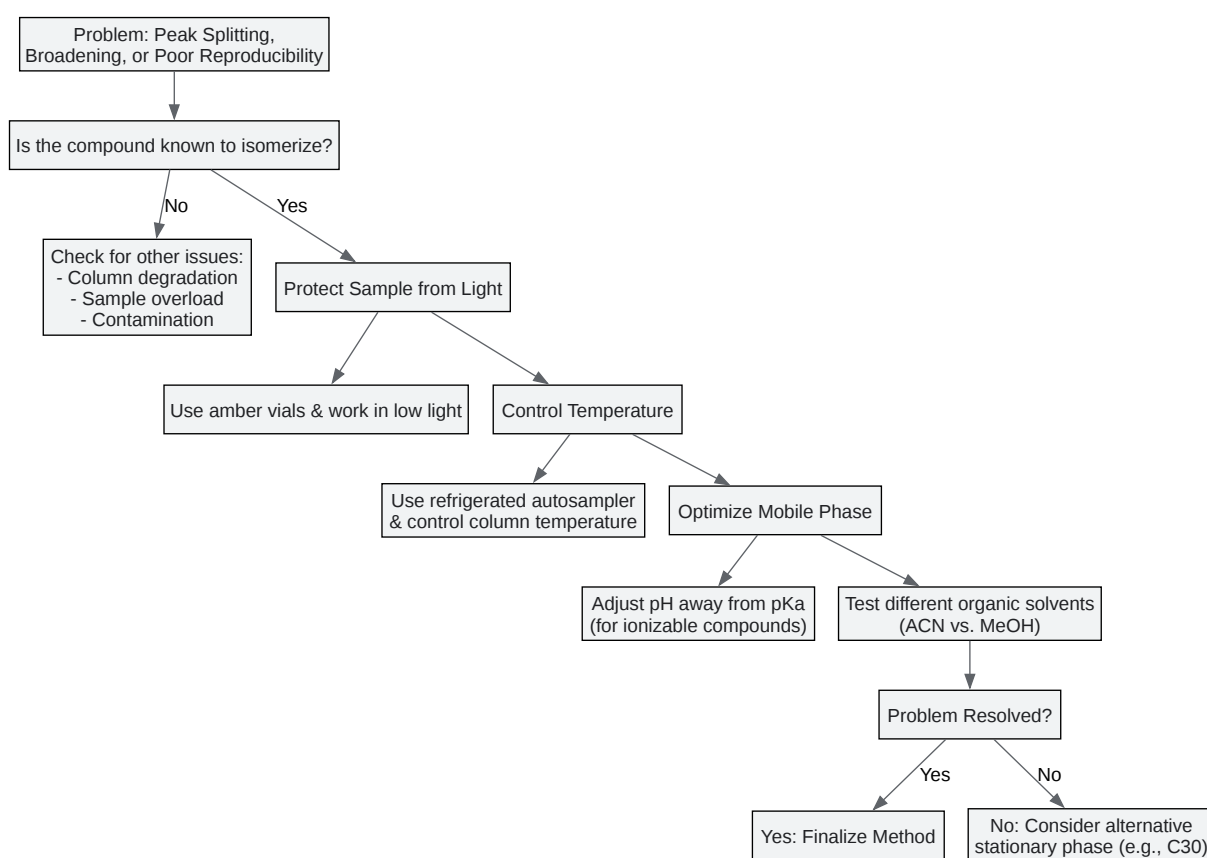 Problem: Peak Splitting,
Broadening, or Poor Reproducibility
Is the compound known to isomerize?
No
Yes
Check for other issues:
- Column degradation
- Sample overload
- Contamination
Protect Sample from Light
Use amber vials & work in low light
Control Temperature
Use refrigerated autosampler
& control column temperature
Optimize Mobile Phase
Adjust pH away from pKa
(for ionizable compounds)
Test different organic solvents
(ACN vs. MeOH)
Problem Resolved?
Yes
No
Yes: Finalize Method
No: Consider alternative
stationary phase (e.g., C30)